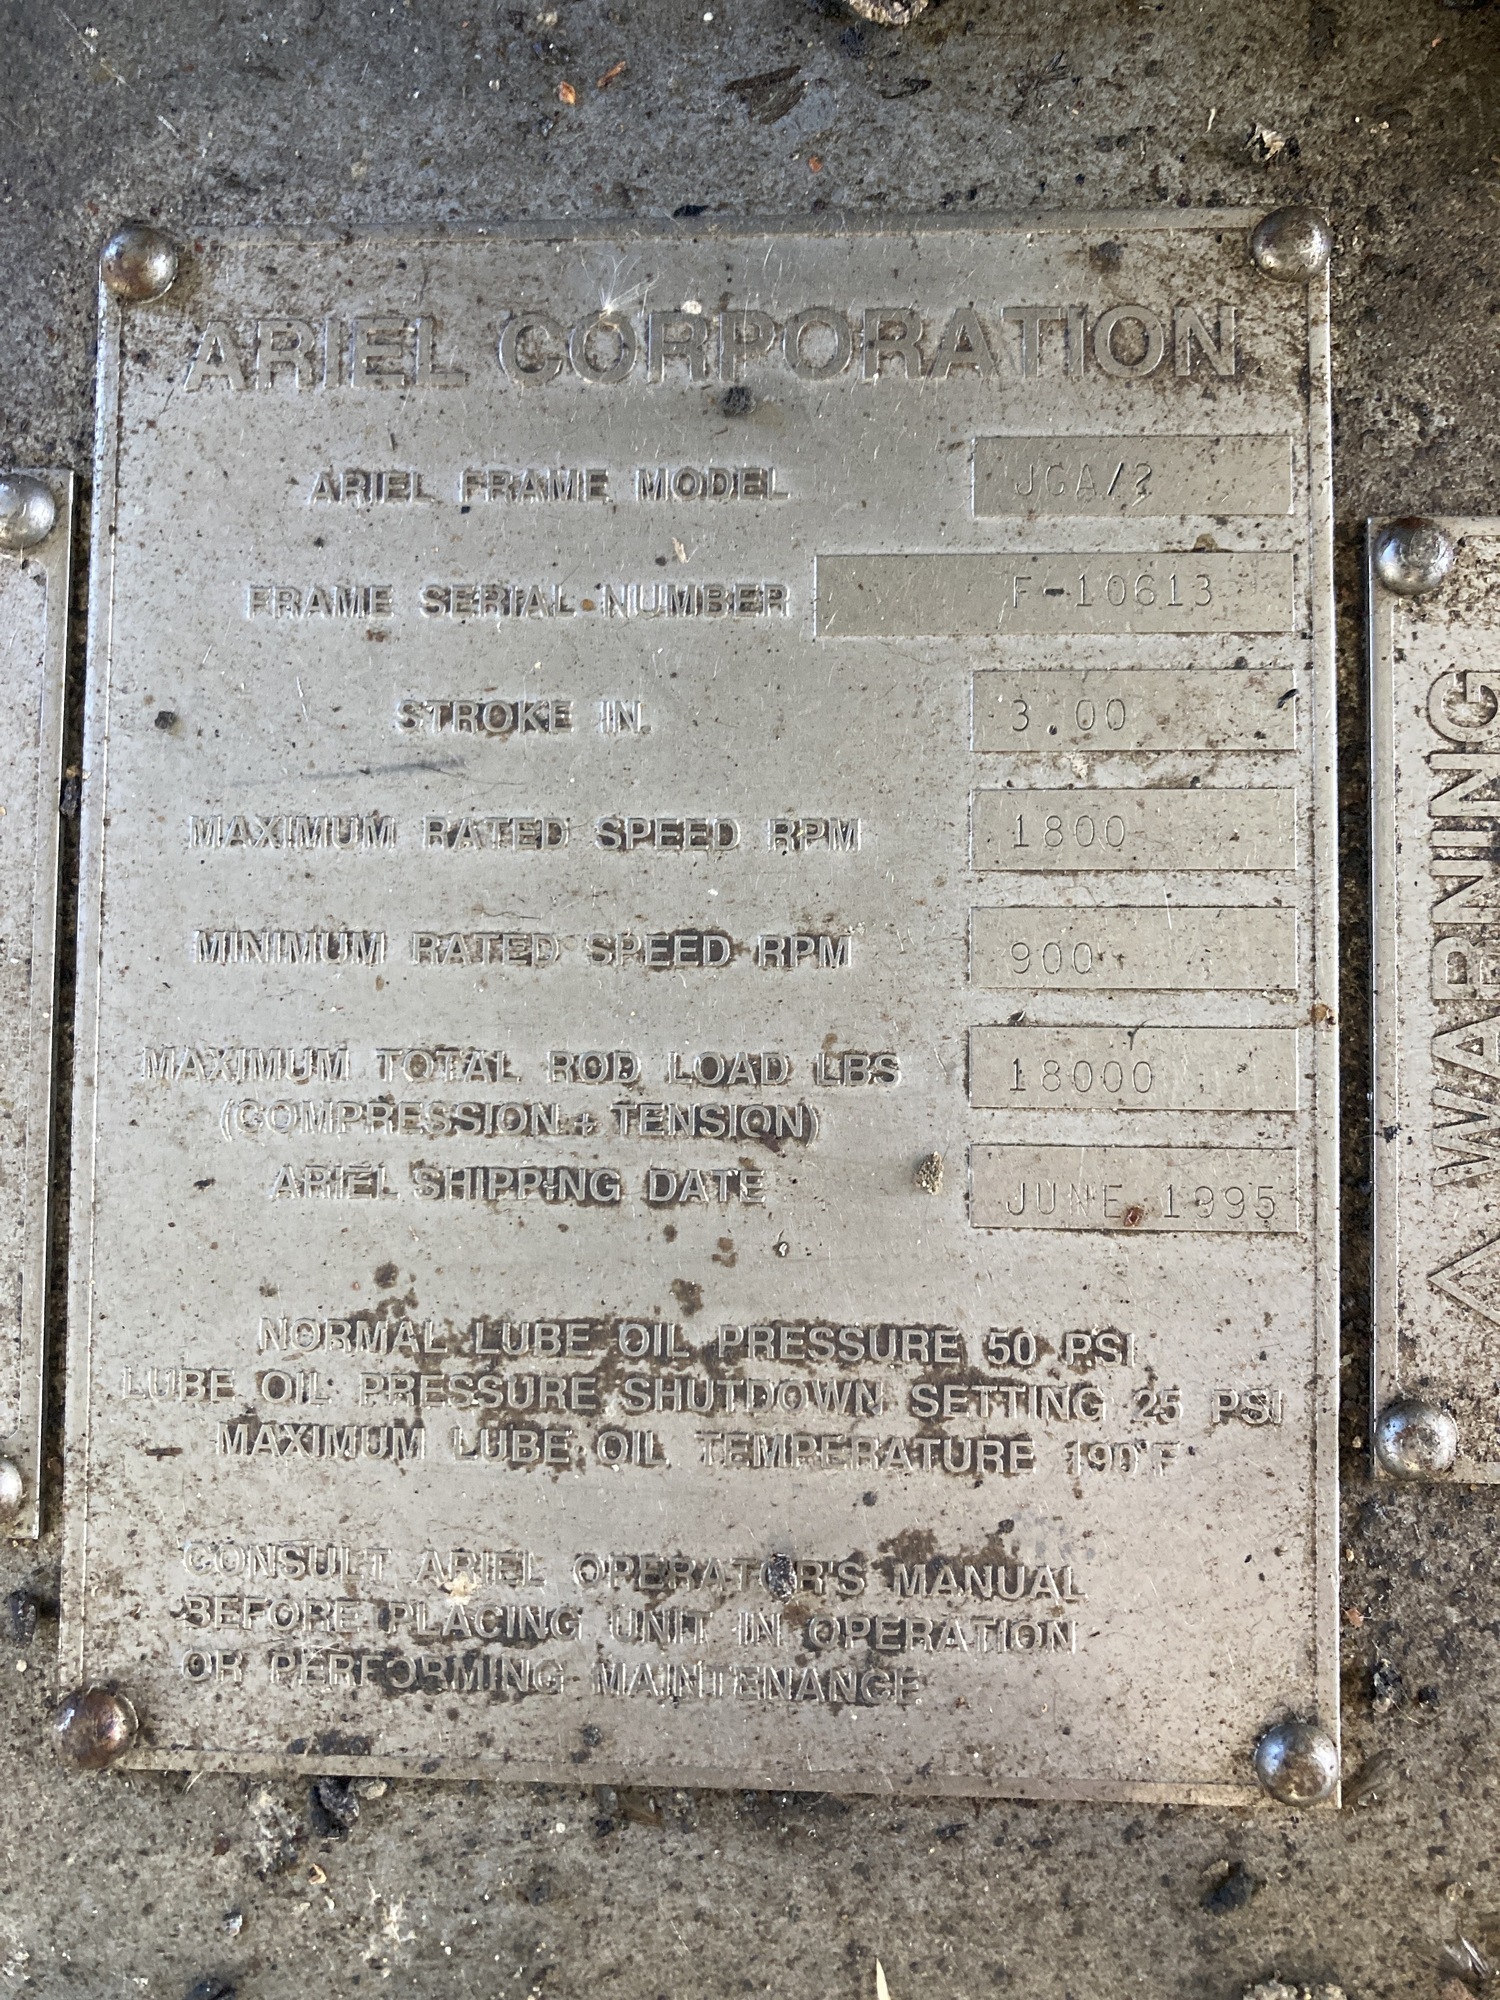 ARIEL CORPORATION
ARIEL FRAME MODEL JGA/2
FRAME SERIAL NUMBER F-10613
STROKE IN. 3.00
MAXIMUM RATED SPEED RPM 1800
MINIMUM RATED SPEED RPM 900
MAXIMUM TOTAL ROD LOAD LBS 18000
(COMPRESSION + TENSION)
ARIEL SHIPPING DATE JUNE 1995
NORMAL LUBE OIL PRESSURE 50 PSI
LUBE OIL PRESSURE SHUTDOWN SETTING 25 PSI
MAXIMUM LUBE OIL TEMPERATURE 190°F
CONSULT ARIEL OPERATOR'S MANUAL
BEFORE PLACING UNIT IN OPERATION
OR PERFORMING MAINTENANCE
WARNING